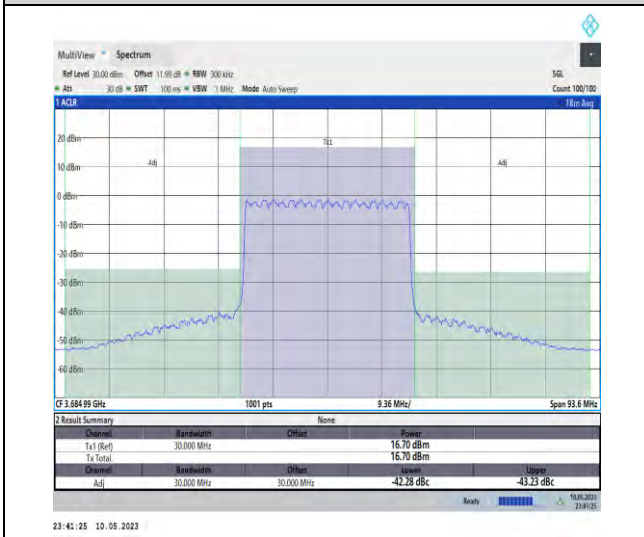 MultiView Spectrum
Ref Level 30.00 dBm Offset 11.99 dB RBW 300 kHz SGL
Att 30 dB SWT 100 ms VBW 1 MHz Mode Auto Sweep Count 100/100
1 ACLR 1Rm Avg
20 dBm Tx1
10 dBm Adj Adj
0 dBm
-10 dBm
-20 dBm
-30 dBm
-40 dBm
-50 dBm
-60 dBm
CF 3.68499 GHz 1001 pts 9.36 MHz/ Span 93.6 MHz
2 Result Summary None
Channel Bandwidth Offset Power
Tx1 (Ref) 30.000 MHz 16.70 dBm
Tx Total 16.70 dBm
Channel Bandwidth Offset Lower Upper
Adj 30.000 MHz 30.000 MHz -42.28 dBc -43.23 dBc
Ready 10.05.2023
23:41:25
23:41:25 10.05.2023